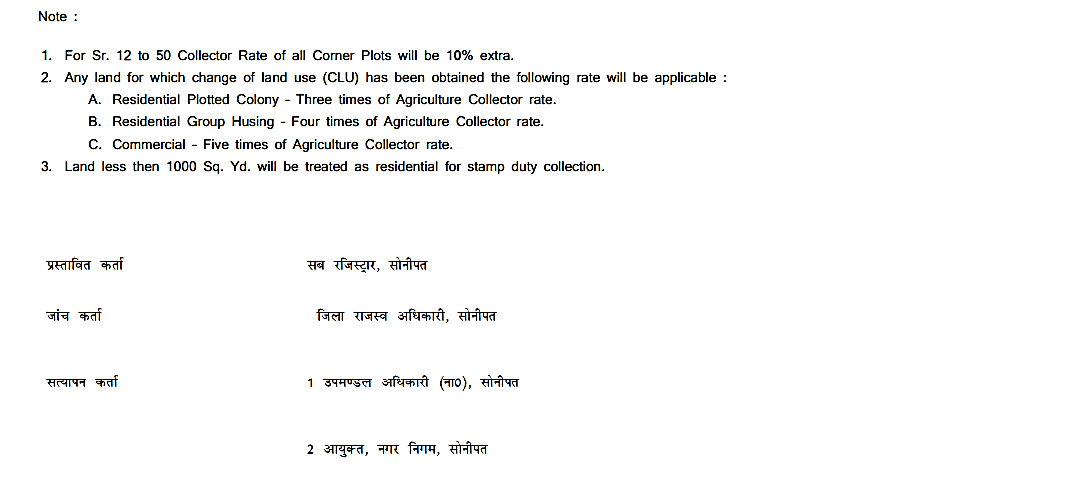 Note :
1. For Sr. 12 to 50 Collector Rate of all Corner Plots will be 10% extra.
2. Any land for which change of land use (CLU) has been obtained the following rate will be applicable :
A. Residential Plotted Colony - Three times of Agriculture Collector rate.
B. Residential Group Husing - Four times of Agriculture Collector rate.
C. Commercial - Five times of Agriculture Collector rate.
3. Land less then 1000 Sq. Yd. will be treated as residential for stamp duty collection.
प्रस्तावित कर्ता सब रजिस्ट्रार, सोनीपत
जांच कर्ता जिला राजस्व अधिकारी, सोनीपत
सत्यापन कर्ता 1 उपमण्डल अधिकारी (ना0), सोनीपत
2 आयुक्त, नगर निगम, सोनीपत